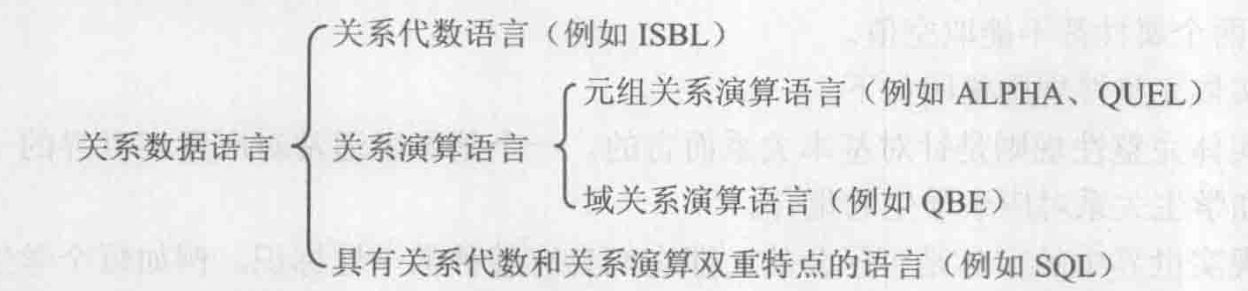 关系代数语言（例如 ISBL）
元组关系演算语言（例如 ALPHA、QUEL）
关系数据语言 关系演算语言
域关系演算语言（例如 QBE）
具有关系代数和关系演算双重特点的语言（例如 SQL）